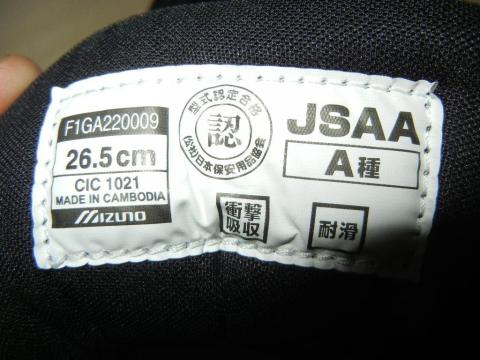 F1GA220009
26.5cm
CIC 1021
MADE IN CAMBODIA
MIZUNO
型式認定合格
認
(公社)日本保安用品協会
JSAA
A種
衝撃
吸収
耐滑